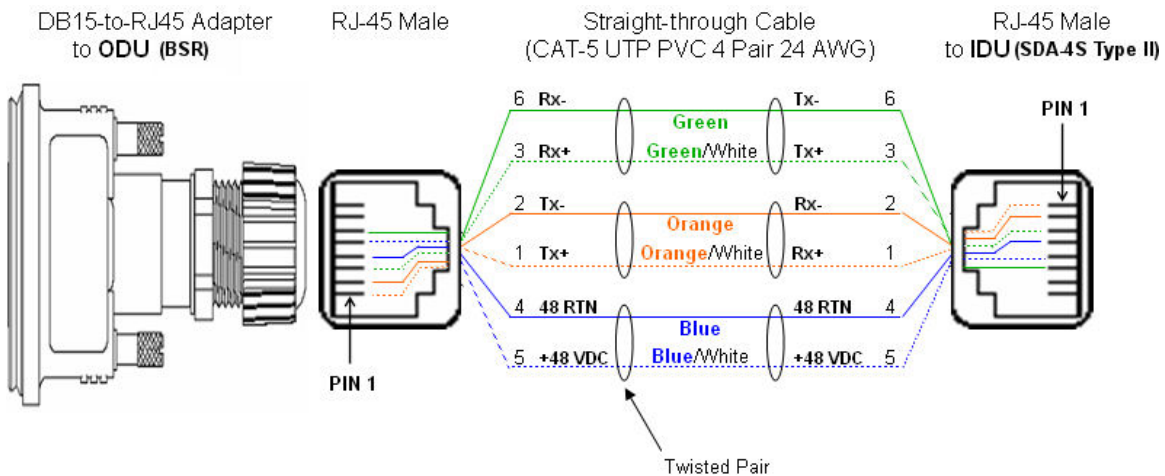 DB15-to-RJ45 Adapter
to ODU (BSR)
RJ-45 Male
Straight-through Cable
(CAT-5 UTP PVC 4 Pair 24 AWG)
RJ-45 Male
to IDU (SDA-4S Type II)
6 Rx- Tx- 6
Green
3 Rx+ Green/White Tx+ 3
2 Tx- Rx- 2
Orange
1 Tx+ Orange/White Rx+ 1
4 48 RTN 48 RTN 4
Blue
5 +48 VDC Blue/White +48 VDC 5
PIN 1
PIN 1
Twisted Pair